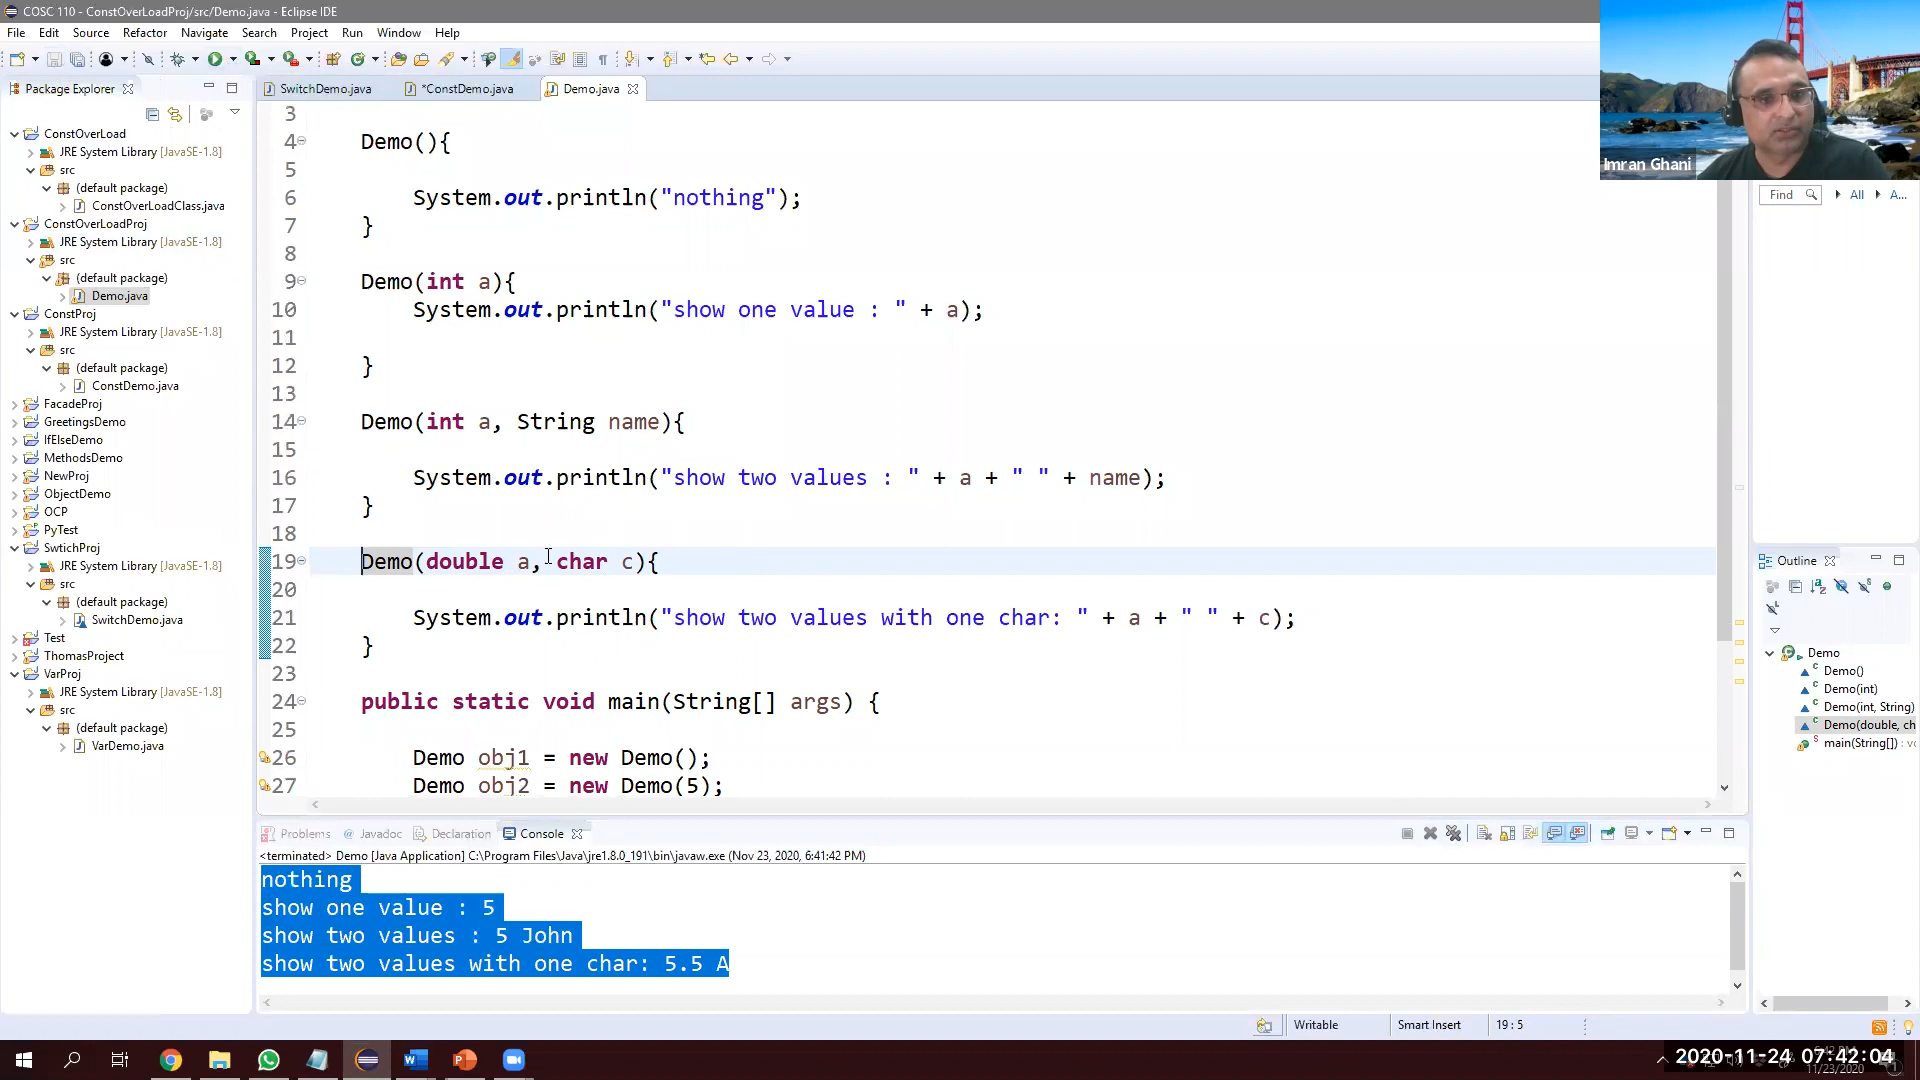 COSC 110 - ConstOverLoadProj/src/Demo.java - Eclipse IDE
File Edit Source Refactor Navigate Search Project Run Window Help
Imran Ghani
Package Explorer
SwitchDemo.java
*ConstDemo.java
Demo.java
Find
All
A...
ConstOverLoad
JRE System Library [JavaSE-1.8]
src
(default package)
ConstOverLoadClass.java
ConstOverLoadProj
JRE System Library [JavaSE-1.8]
src
(default package)
Demo.java
ConstProj
JRE System Library [JavaSE-1.8]
src
(default package)
ConstDemo.java
FacadeProj
GreetingsDemo
IfElseDemo
MethodsDemo
NewProj
ObjectDemo
OCP
PyTest
SwtichProj
JRE System Library [JavaSE-1.8]
src
(default package)
SwitchDemo.java
Test
ThomasProject
VarProj
JRE System Library [JavaSE-1.8]
src
(default package)
VarDemo.java
3
4 Demo(){
5
6 System.out.println("nothing");
7 }
8
9 Demo(int a){
10 System.out.println("show one value : " + a);
11
12 }
13
14 Demo(int a, String name){
15
16 System.out.println("show two values : " + a + " " + name);
17 }
18
19 Demo(double a, char c){
20
21 System.out.println("show two values with one char: " + a + " " + c);
22 }
23
24 public static void main(String[] args) {
25
26 Demo obj1 = new Demo();
27 Demo obj2 = new Demo(5);
Outline
Demo
Demo()
Demo(int)
Demo(int, String)
Demo(double, ch
main(String[]) : vo
Problems
@ Javadoc
Declaration
Console
<terminated> Demo [Java Application] C:\Program Files\Java\jre1.8.0_191\bin\javaw.exe (Nov 23, 2020, 6:41:42 PM)
nothing
show one value : 5
show two values : 5 John
show two values with one char: 5.5 A
Writable
Smart Insert
19 : 5
2020-11-24 07:42:04
11/23/2020